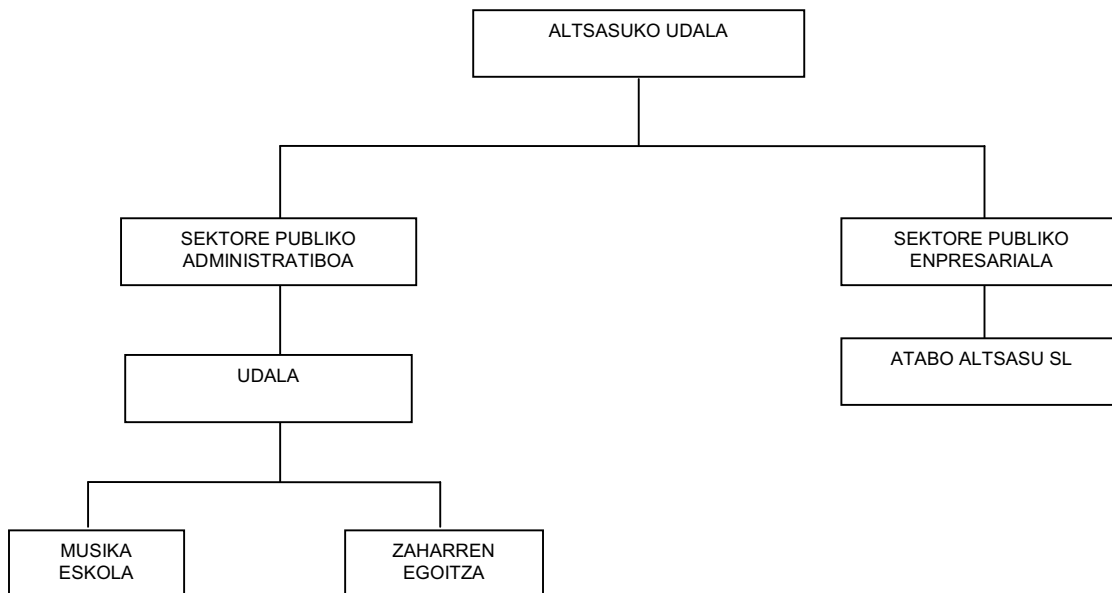 ALTSASUKO UDALA
SEKTORE PUBLIKO
ADMINISTRATIBOA
SEKTORE PUBLIKO
ENPRESARIALA
UDALA
ATABO ALTSASU SL
MUSIKA
ESKOLA
ZAHARREN
EGOITZA